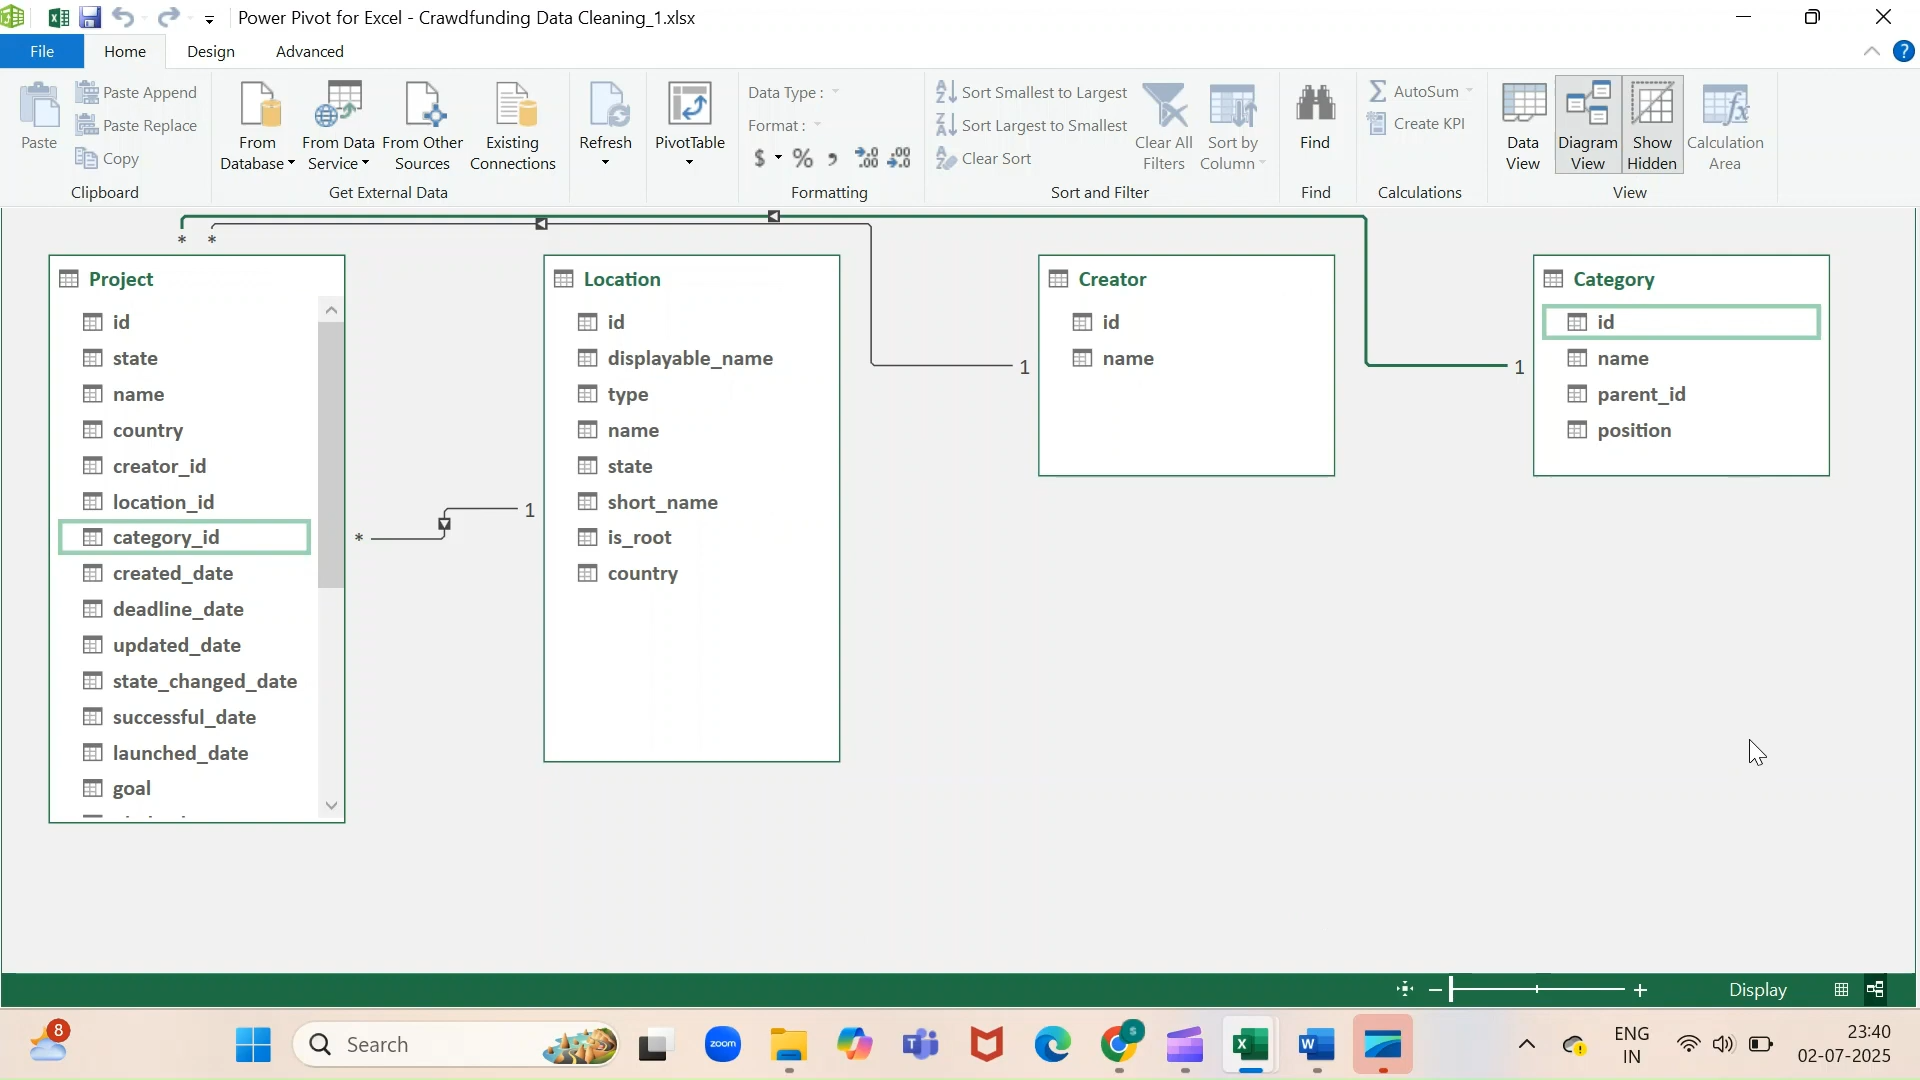 Power Pivot for Excel - Crawdfunding Data Cleaning_1.xlsx
File Home Design Advanced ?
Paste
Paste Append
Paste Replace
Copy
Clipboard
From Database
From Data Service
From Other Sources
Existing Connections
Get External Data
Refresh
PivotTable
Data Type :
Format :
$ % ,
Formatting
Sort Smallest to Largest
Sort Largest to Smallest
Clear Sort
Clear All Filters
Sort by Column
Sort and Filter
Find
Find
AutoSum
Create KPI
Calculations
Data View
Diagram View
Show Hidden
Calculation Area
View
* *
Project
id
state
name
country
creator_id
location_id
category_id
created_date
deadline_date
updated_date
state_changed_date
successful_date
launched_date
goal
* 1
Location
id
displayable_name
type
name
state
short_name
is_root
country
1
Creator
id
name
1
Category
id
name
parent_id
position
Display
8
Search
zoom
S
ENG
IN
23:40
02-07-2025